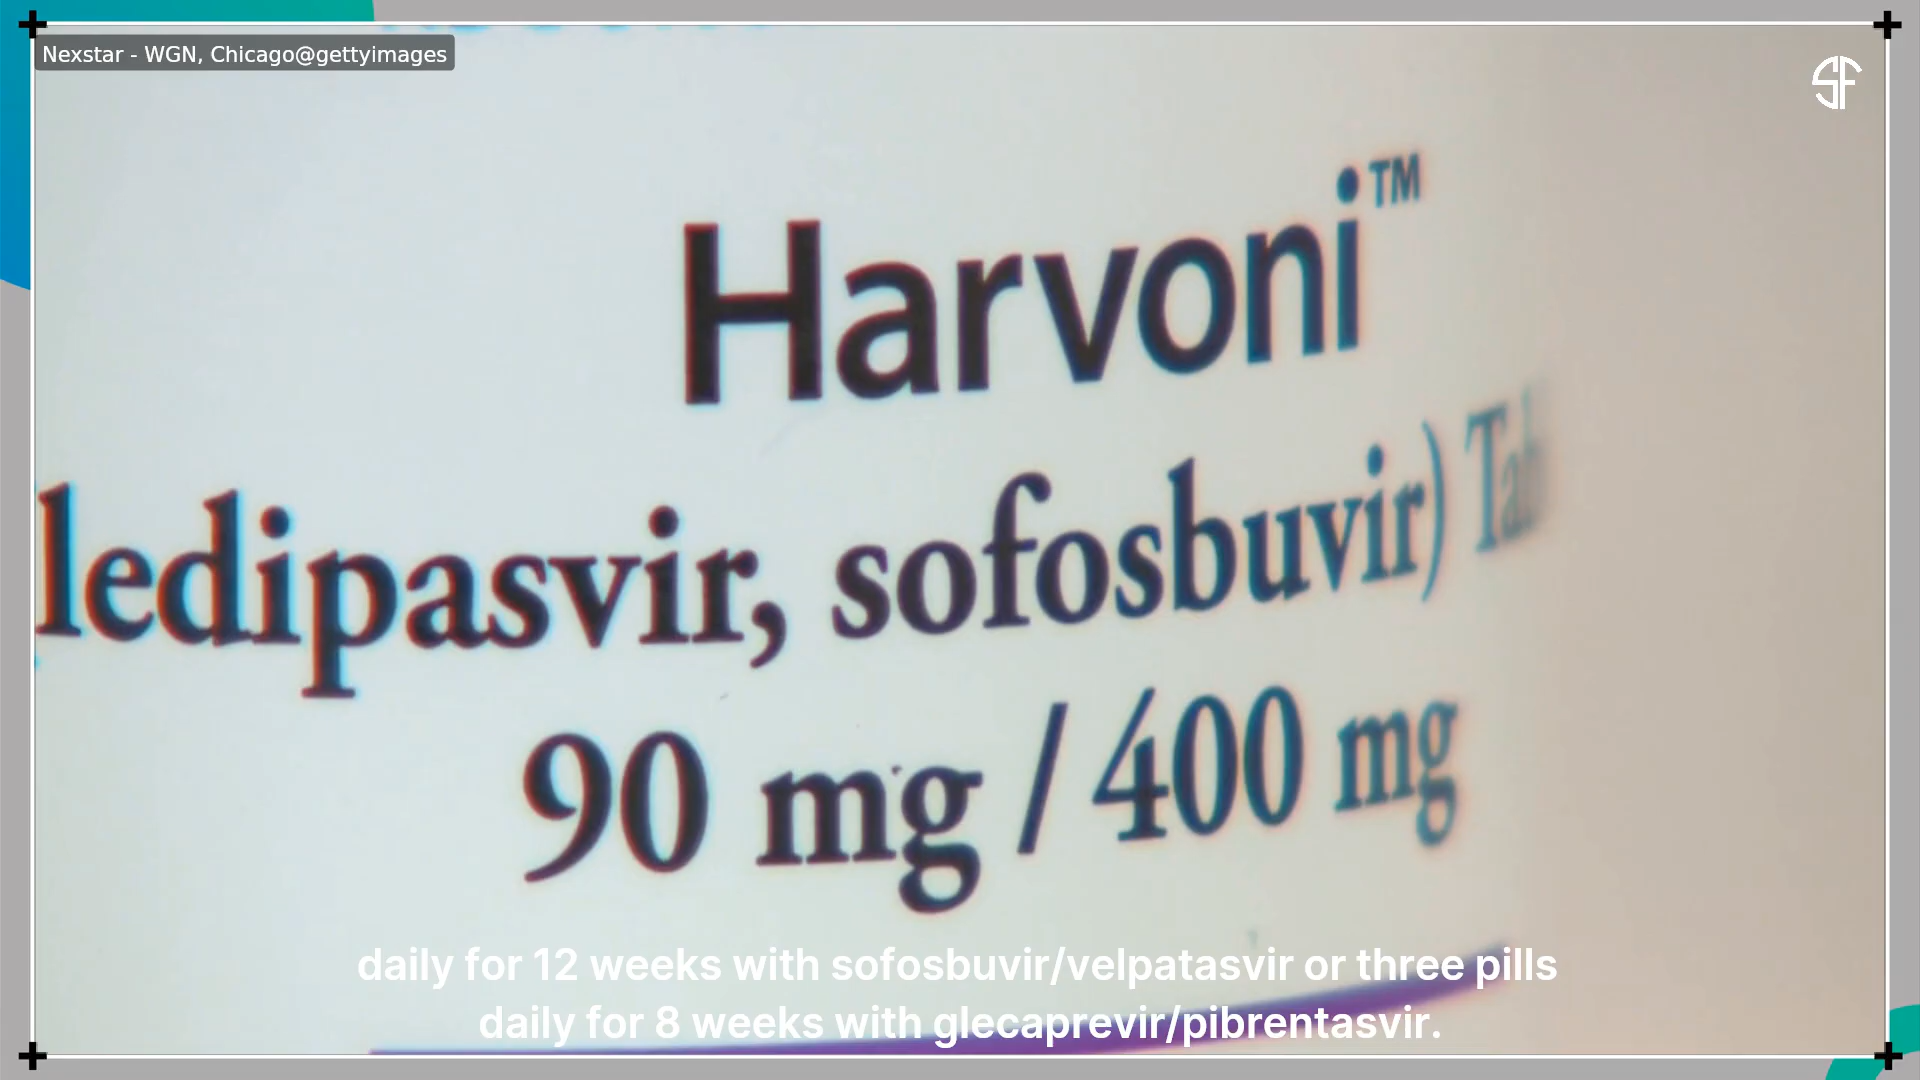 Nexstar - WGN, Chicago@gettyimages
SF
Harvoni™
ledipasvir, sofosbuvir)
90 mg / 400 mg
daily for 12 weeks with sofosbuvir/velpatasvir or three pills
daily for 8 weeks with glecaprevir/pibrentasvir.